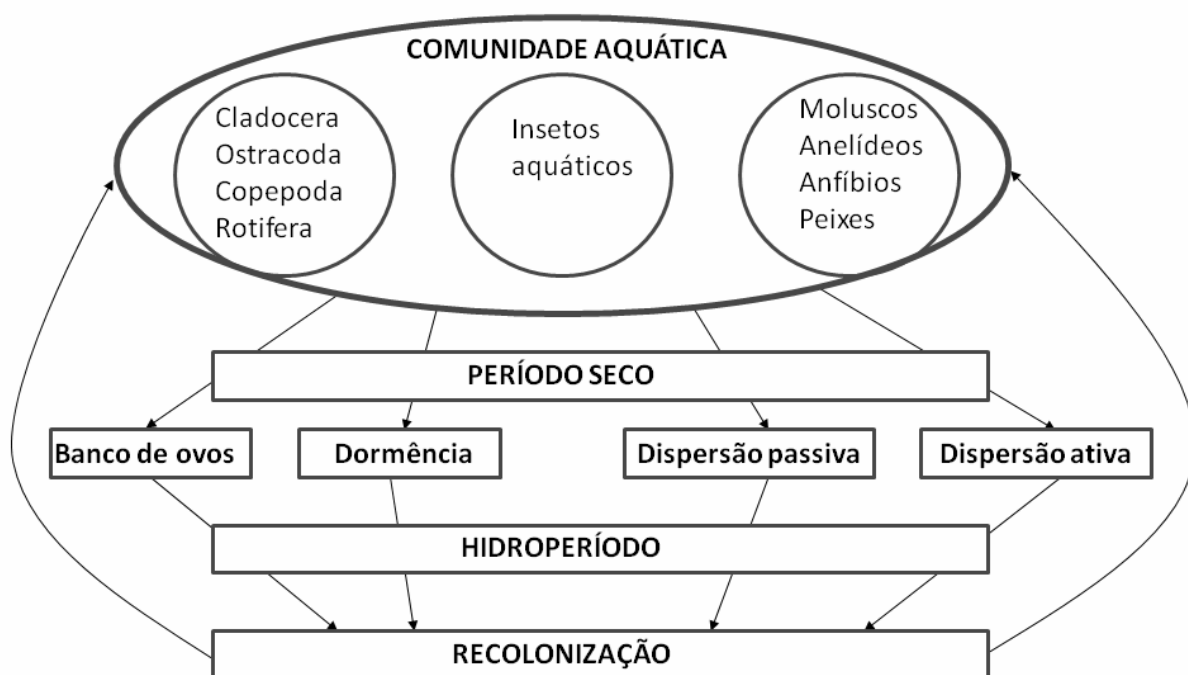 COMUNIDADE AQUÁTICA
Cladocera
Ostracoda
Copepoda
Rotifera
Insetos
aquáticos
Moluscos
Anelídeos
Anfíbios
Peixes
PERÍODO SECO
Banco de ovos
Dormência
Dispersão passiva
Dispersão ativa
HIDROPERÍODO
RECOLONIZAÇÃO